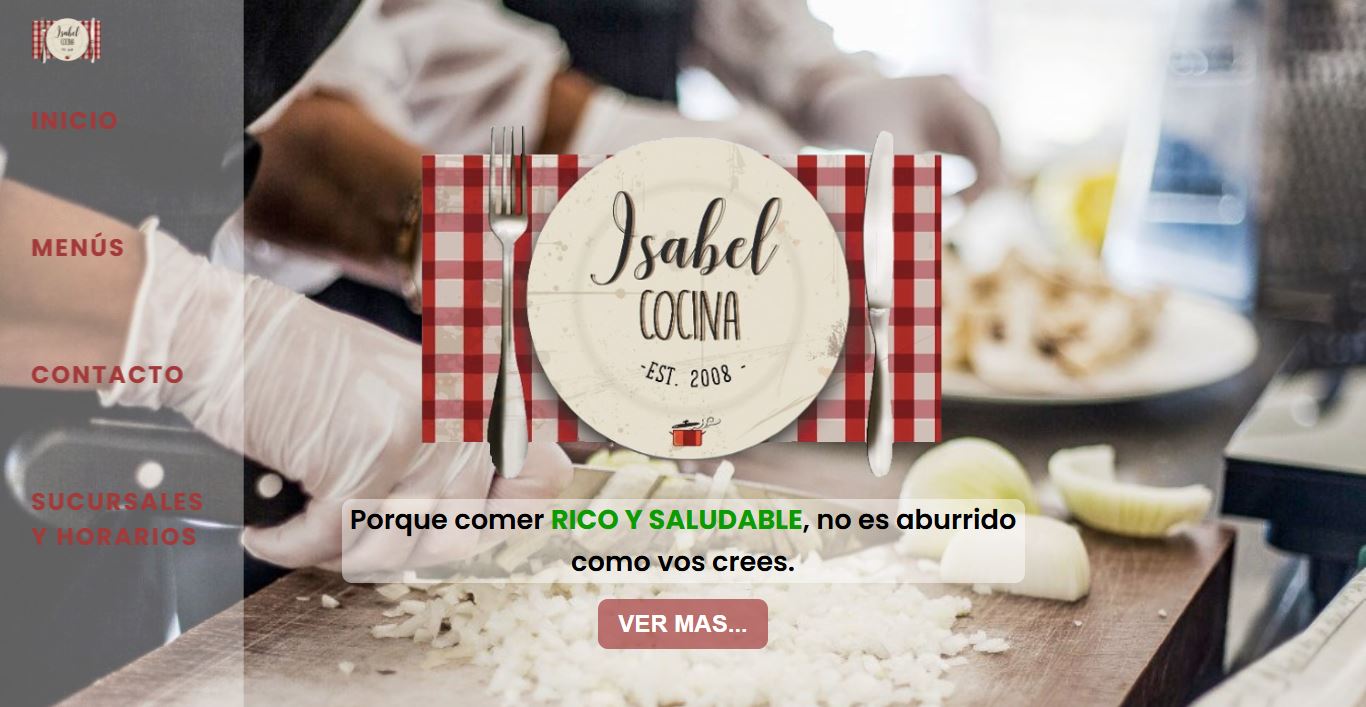 Isabel
COCINA
INICIO
MENÚS
CONTACTO
SUCURSALES
Y HORARIOS
Isabel
COCINA
-EST. 2008 -
Porque comer RICO Y SALUDABLE, no es aburrido
como vos crees.
VER MAS...